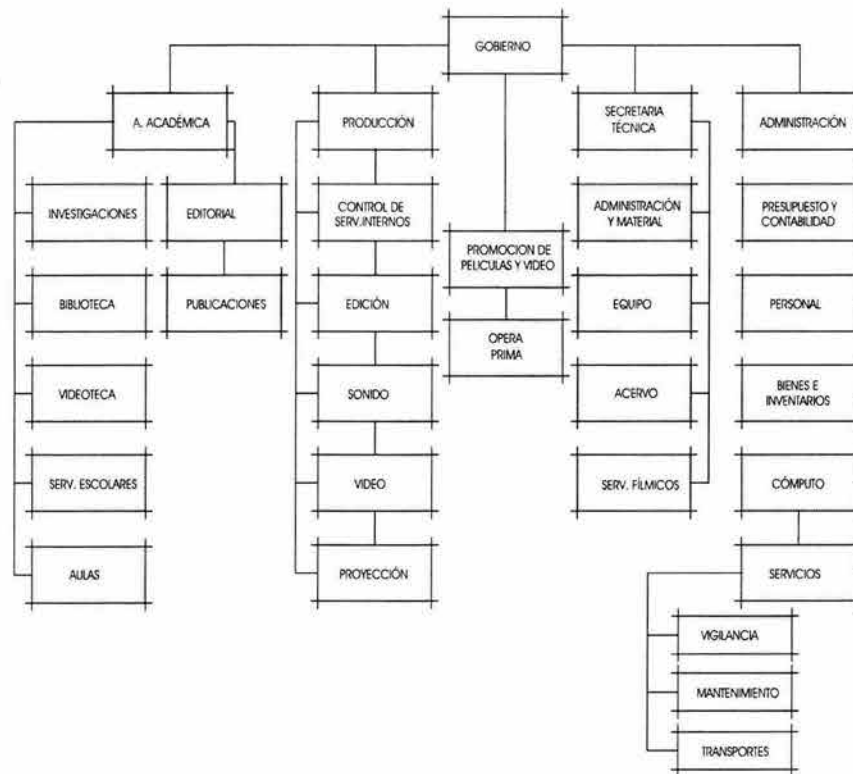 GOBIERNO
A. ACADÉMICA
PRODUCCIÓN
SECRETARIA
TÉCNICA
ADMINISTRACIÓN
INVESTIGACIONES
EDITORIAL
CONTROL DE
SERV.INTERNOS
ADMINISTRACIÓN
Y MATERIAL
PRESUPUESTO Y
CONTABILIDAD
PROMOCION DE
PELICULAS Y VIDEO
BIBLIOTECA
PUBLICACIONES
EDICIÓN
EQUIPO
PERSONAL
OPERA
PRIMA
VIDEOTECA
SONIDO
ACERVO
BIENES E
INVENTARIOS
SERV. ESCOLARES
VIDEO
SERV. FÍLMICOS
CÓMPUTO
AULAS
PROYECCIÓN
SERVICIOS
VIGILANCIA
MANTENIMIENTO
TRANSPORTES